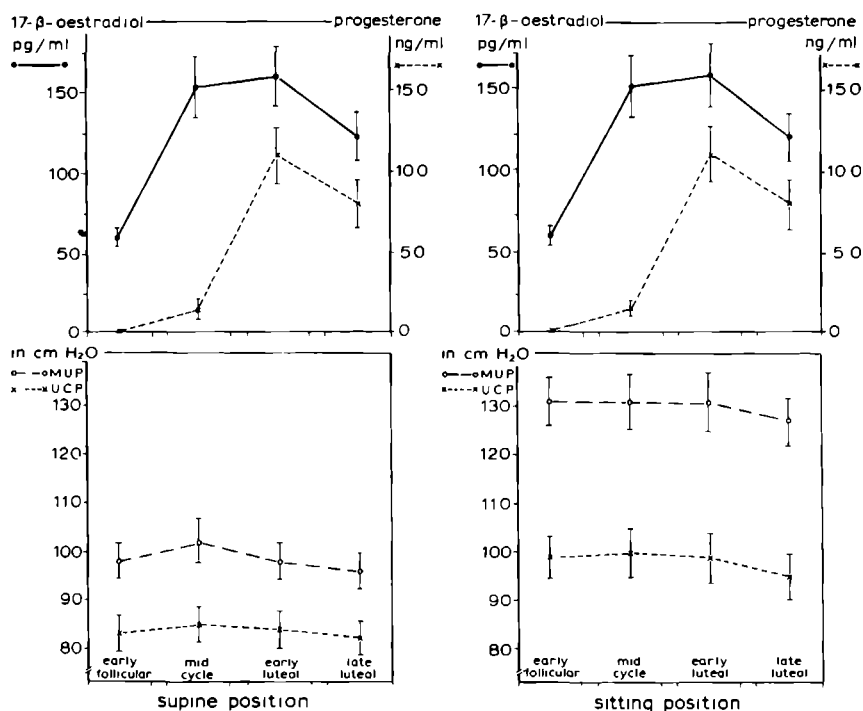 17-β-oestradiol progesterone
pg/ml ng/ml
150 150
100 100
50 50
0 0
in cm H₂O
MUP
UCP
130
120
110
100
90
80
early follicular
mid cycle
early luteal
late luteal
supine position
17-β-oestradiol progesterone
pg/ml ng/ml
150 150
100 100
50 50
0 0
in cm H₂O
MUP
UCP
130
120
110
100
90
80
early follicular
mid cycle
early luteal
late luteal
sitting position